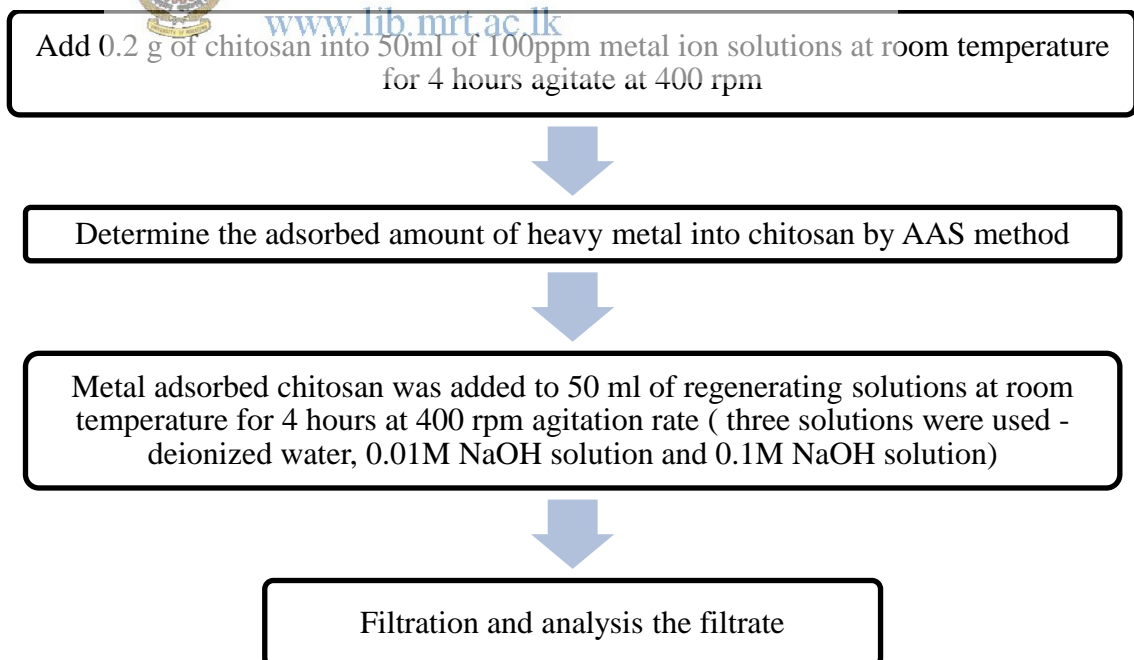 www.lib.mrt.ac.lk
Add 0.2 g of chitosan into 50ml of 100ppm metal ion solutions at room temperature
for 4 hours agitate at 400 rpm
Determine the adsorbed amount of heavy metal into chitosan by AAS method
Metal adsorbed chitosan was added to 50 ml of regenerating solutions at room
temperature for 4 hours at 400 rpm agitation rate ( three solutions were used -
deionized water, 0.01M NaOH solution and 0.1M NaOH solution)
Filtration and analysis the filtrate